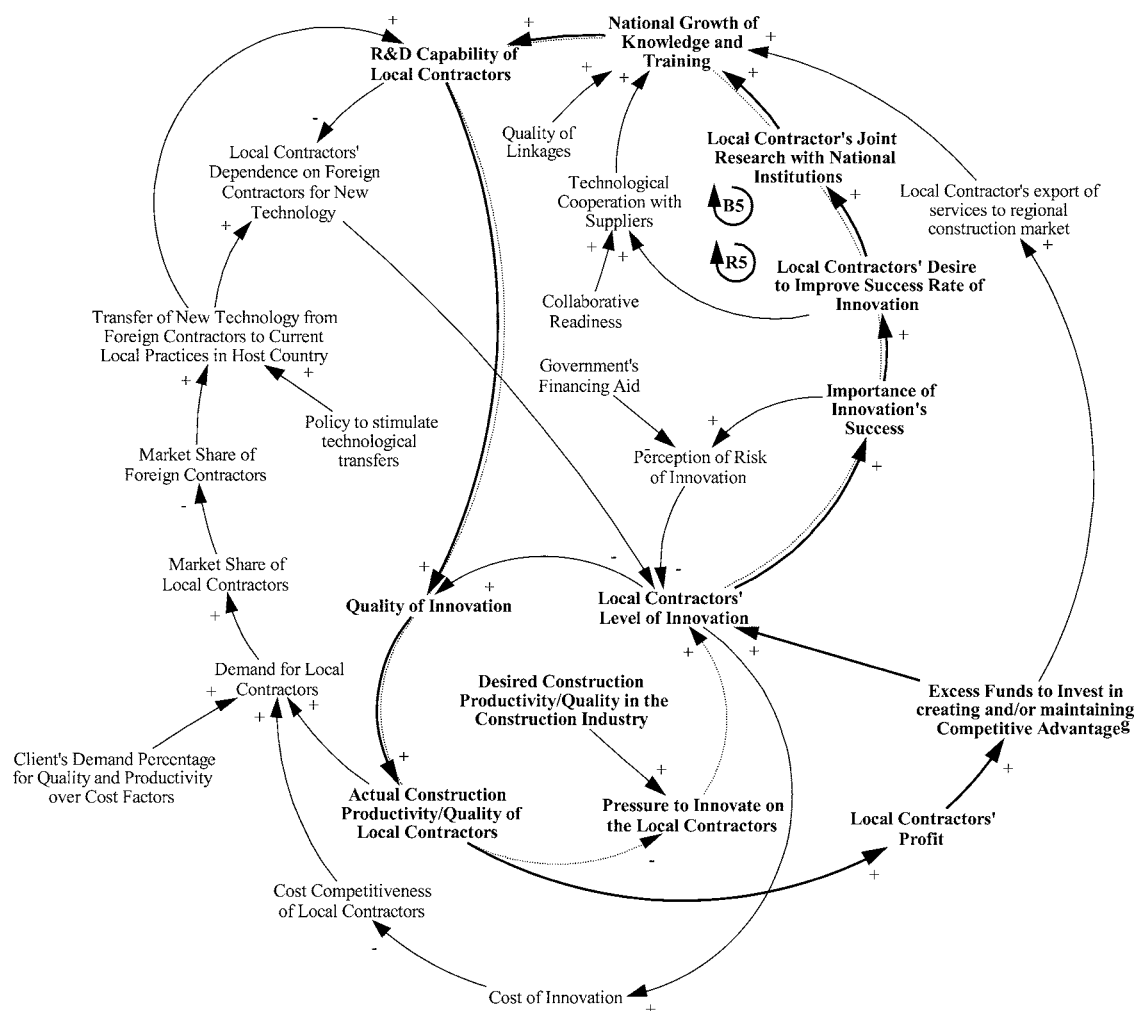 National Growth of
Knowledge and
Training
R&D Capability of
Local Contractors
Quality of
Linkages
Local Contractor's Joint
Research with National
Institutions
Local Contractors'
Dependence on Foreign
Contractors for New
Technology
Technological
Cooperation with
Suppliers
B5
Local Contractor's export of
services to regional
construction market
R5
Local Contractors' Desire
to Improve Success Rate of
Innovation
Collaborative
Readiness
Transfer of New Technology from
Foreign Contractors to Current
Local Practices in Host Country
Government's
Financing Aid
Importance of
Innovation's
Success
Policy to stimulate
technological
transfers
Market Share of
Foreign Contractors
Perception of Risk
of Innovation
Market Share of
Local Contractors
Quality of Innovation
Local Contractors'
Level of Innovation
Demand for Local
Contractors
Desired Construction
Productivity/Quality in the
Construction Industry
Excess Funds to Invest in
creating and/or maintaining
Competitive Advantage
Client's Demand Percentage
for Quality and Productivity
over Cost Factors
Actual Construction
Productivity/Quality of
Local Contractors
Pressure to Innovate on
the Local Contractors
Local Contractors'
Profit
Cost Competitiveness
of Local Contractors
Cost of Innovation